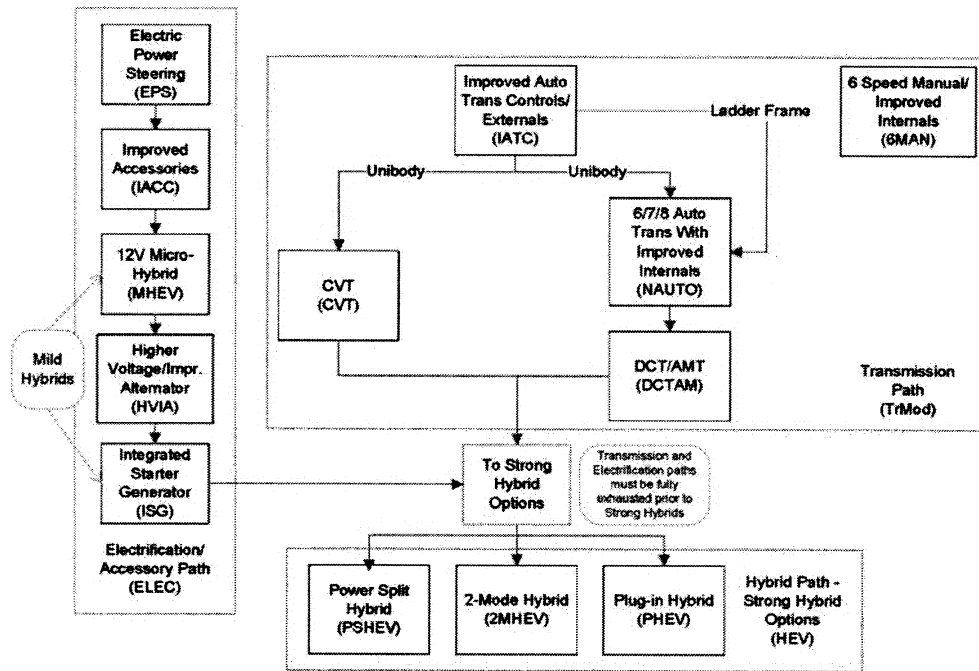 Electric
Power
Steering
(EPS)
Improved
Accessories
(IACC)
12V Micro-
Hybrid
(MHEV)
Higher
Voltage/Impr.
Alternator
(HVIA)
Integrated
Starter
Generator
(ISG)
Electrification/
Accessory Path
(ELEC)
Mild
Hybrids
Improved Auto
Trans Controls/
Externals
(IATC)
Ladder Frame
6 Speed Manual/
Improved
Internals
(6MAN)
Unibody
Unibody
CVT
(CVT)
6/7/8 Auto
Trans With
Improved
Internals
(NAUTO)
DCT/AMT
(DCTAM)
Transmission
Path
(TrMod)
To Strong
Hybrid
Options
Transmission and
Electrification paths
must be fully
exhausted prior to
Strong Hybrids
Power Split
Hybrid
(PSHEV)
2-Mode Hybrid
(2MHEV)
Plug-in Hybrid
(PHEV)
Hybrid Path -
Strong Hybrid
Options
(HEV)